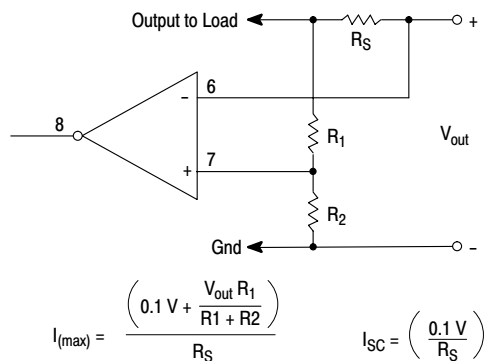 Output to Load
R_S
+
6
-
8
R_1
V_out
7
+
R_2
Gnd
-
I_(max) = (0.1 V + V_out R_1 / R1 + R2) / R_S
I_SC = (0.1 V / R_S)